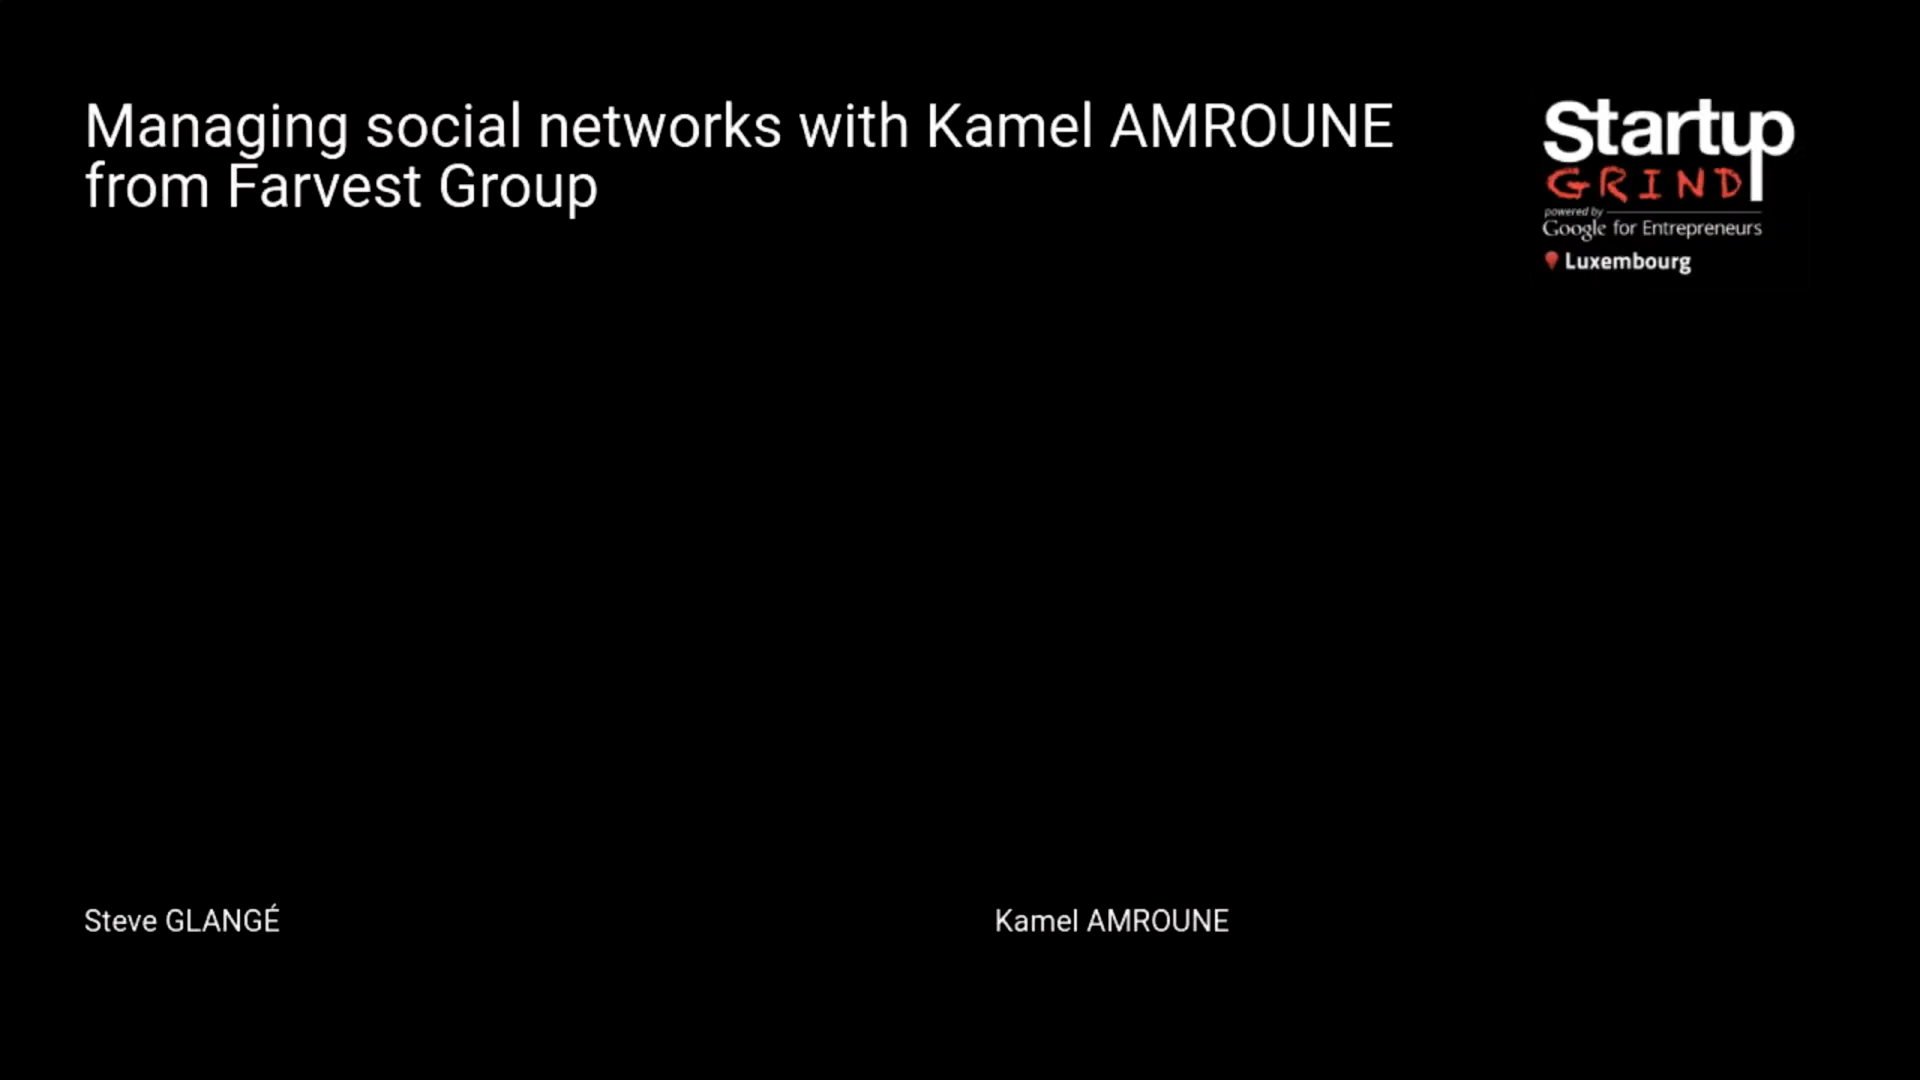 Managing social networks with Kamel AMROUNE
from Farvest Group
Startup
GRIND
powered by
Google for Entrepreneurs
Luxembourg
Steve GLANGÉ
Kamel AMROUNE